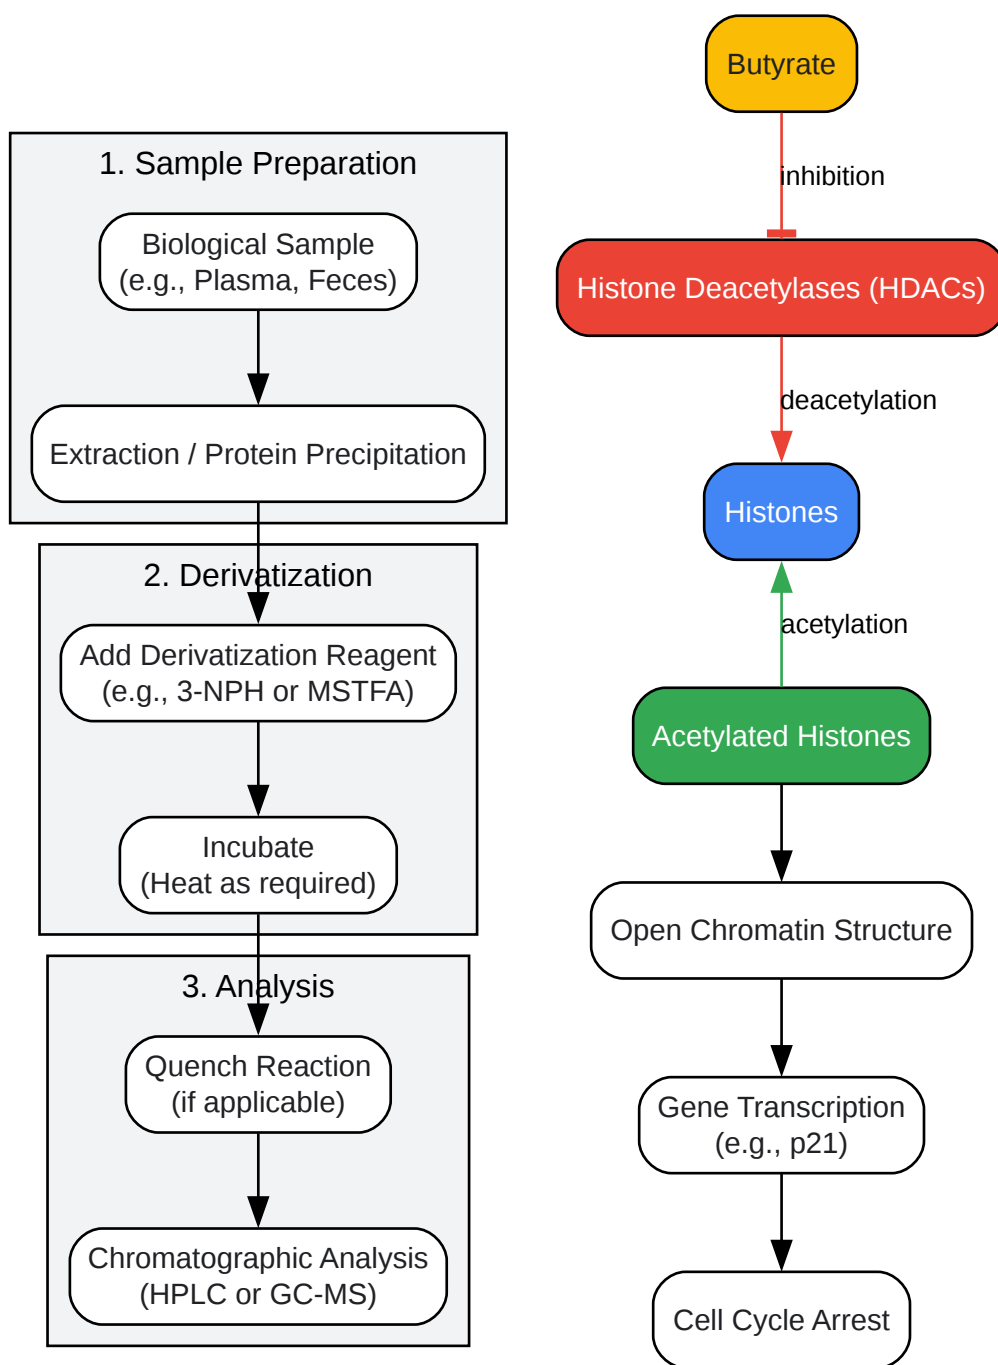 1. Sample Preparation
Biological Sample
(e.g., Plasma, Feces)
Extraction / Protein Precipitation
2. Derivatization
Add Derivatization Reagent
(e.g., 3-NPH or MSTFA)
Incubate
(Heat as required)
3. Analysis
Quench Reaction
(if applicable)
Chromatographic Analysis
(HPLC or GC-MS)
Butyrate
inhibition
Histone Deacetylases (HDACs)
deacetylation
Histones
acetylation
Acetylated Histones
Open Chromatin Structure
Gene Transcription
(e.g., p21)
Cell Cycle Arrest